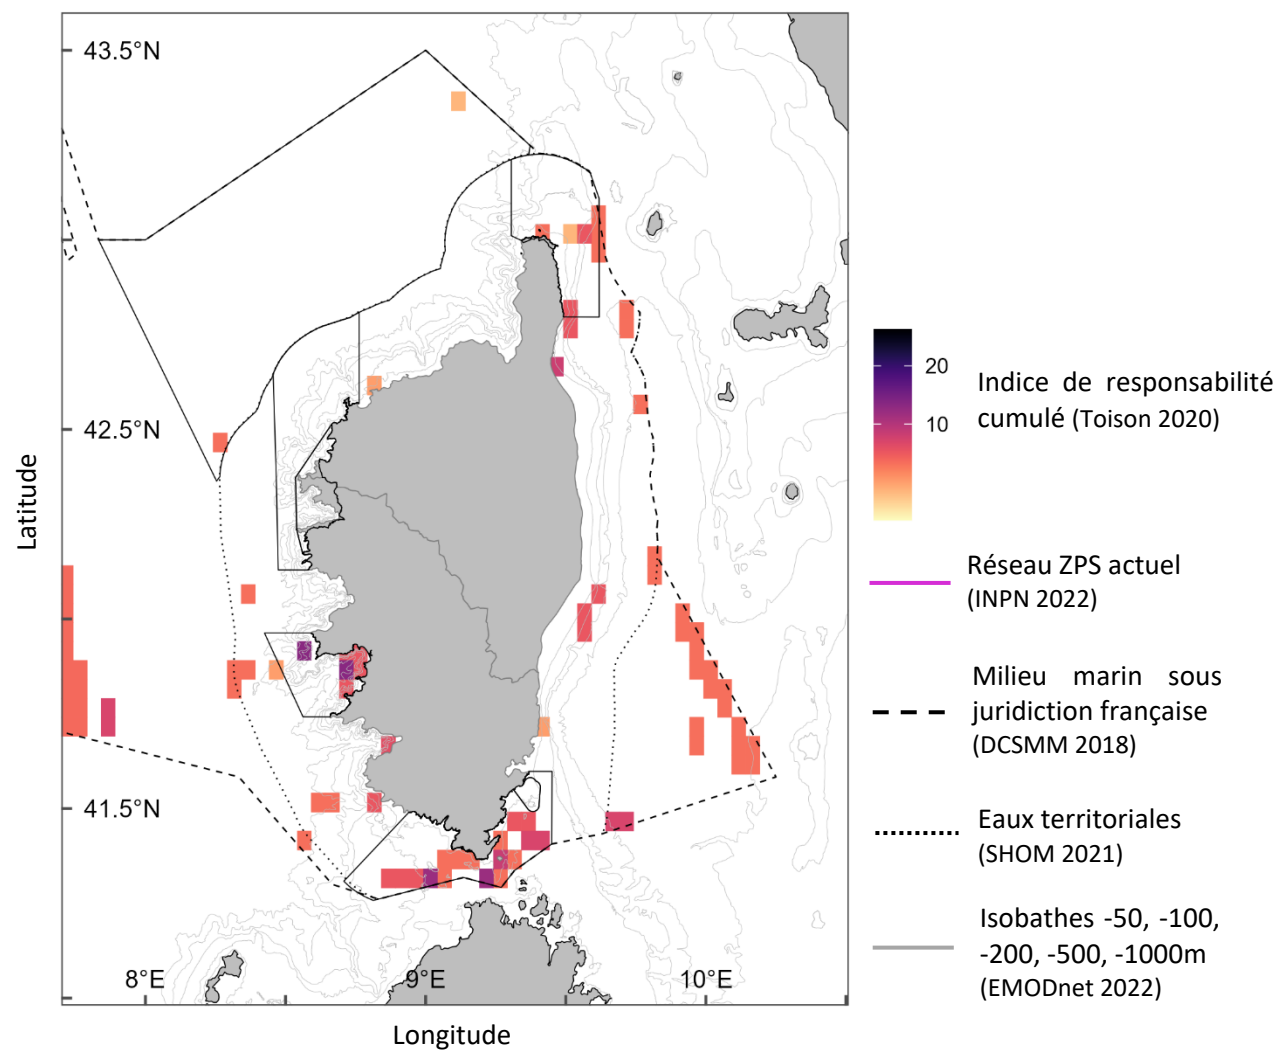 43.5°N
42.5°N
41.5°N
Latitude
8°E
9°E
10°E
Longitude
20
10
Indice de responsabilité
cumulé (Toison 2020)
Réseau ZPS actuel
(INPN 2022)
Milieu marin sous
juridiction française
(DCSMM 2018)
Eaux territoriales
(SHOM 2021)
Isobathes -50, -100,
-200, -500, -1000m
(EMODnet 2022)